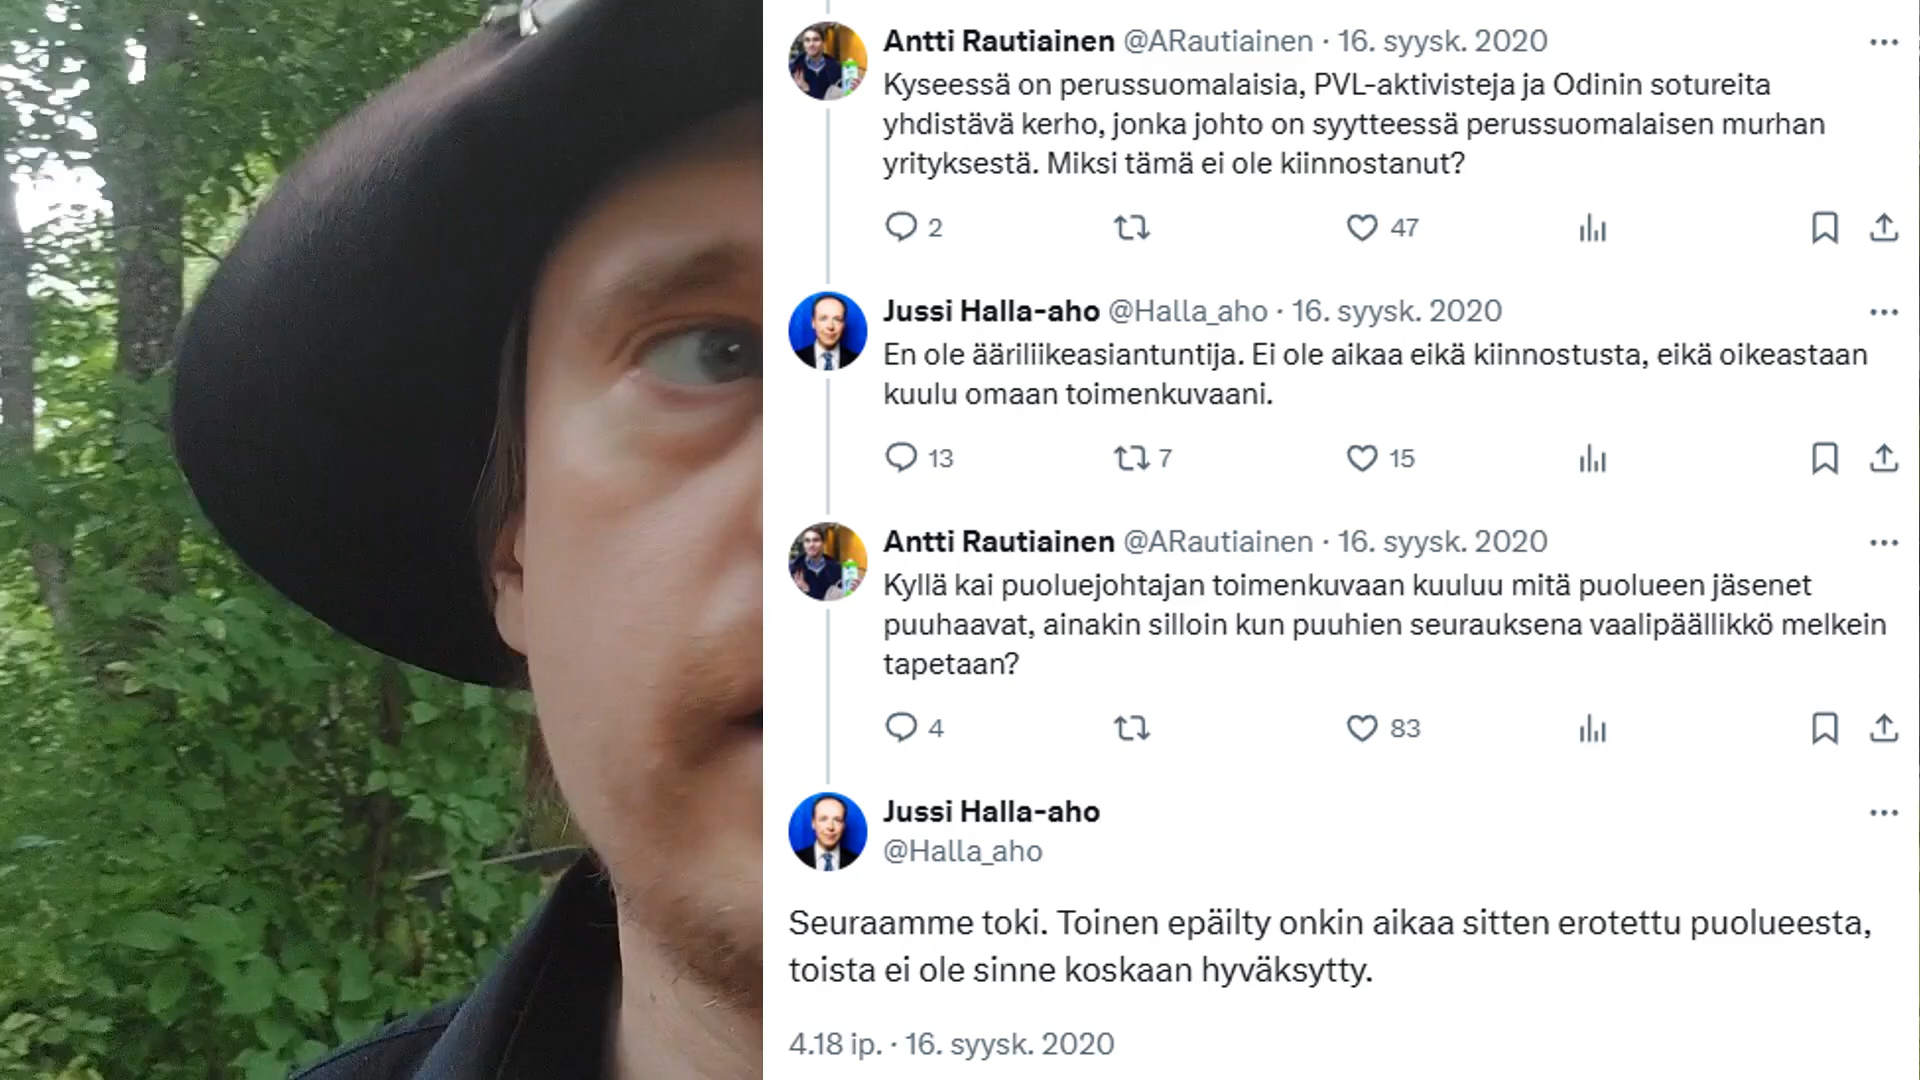 Antti Rautiainen @ARautiainen · 16. syysk. 2020
Kyseessä on perussuomalaisia, PVL-aktivisteja ja Odinin sotureita
yhdistävä kerho, jonka johto on syytteessä perussuomalaisen murhan
yrityksestä. Miksi tämä ei ole kiinnostanut?
2 47
Jussi Halla-aho @Halla_aho · 16. syysk. 2020
En ole ääriliikeasiantuntija. Ei ole aikaa eikä kiinnostusta, eikä oikeastaan
kuulu omaan toimenkuvaani.
13 7 15
Antti Rautiainen @ARautiainen · 16. syysk. 2020
Kyllä kai puoluejohtajan toimenkuvaan kuuluu mitä puolueen jäsenet
puuhaavat, ainakin silloin kun puuhien seurauksena vaalipäällikkö melkein
tapetaan?
4 83
Jussi Halla-aho
@Halla_aho
Seuraamme toki. Toinen epäilty onkin aikaa sitten erotettu puolueesta,
toista ei ole sinne koskaan hyväksytty.
4.18 ip. · 16. syysk. 2020